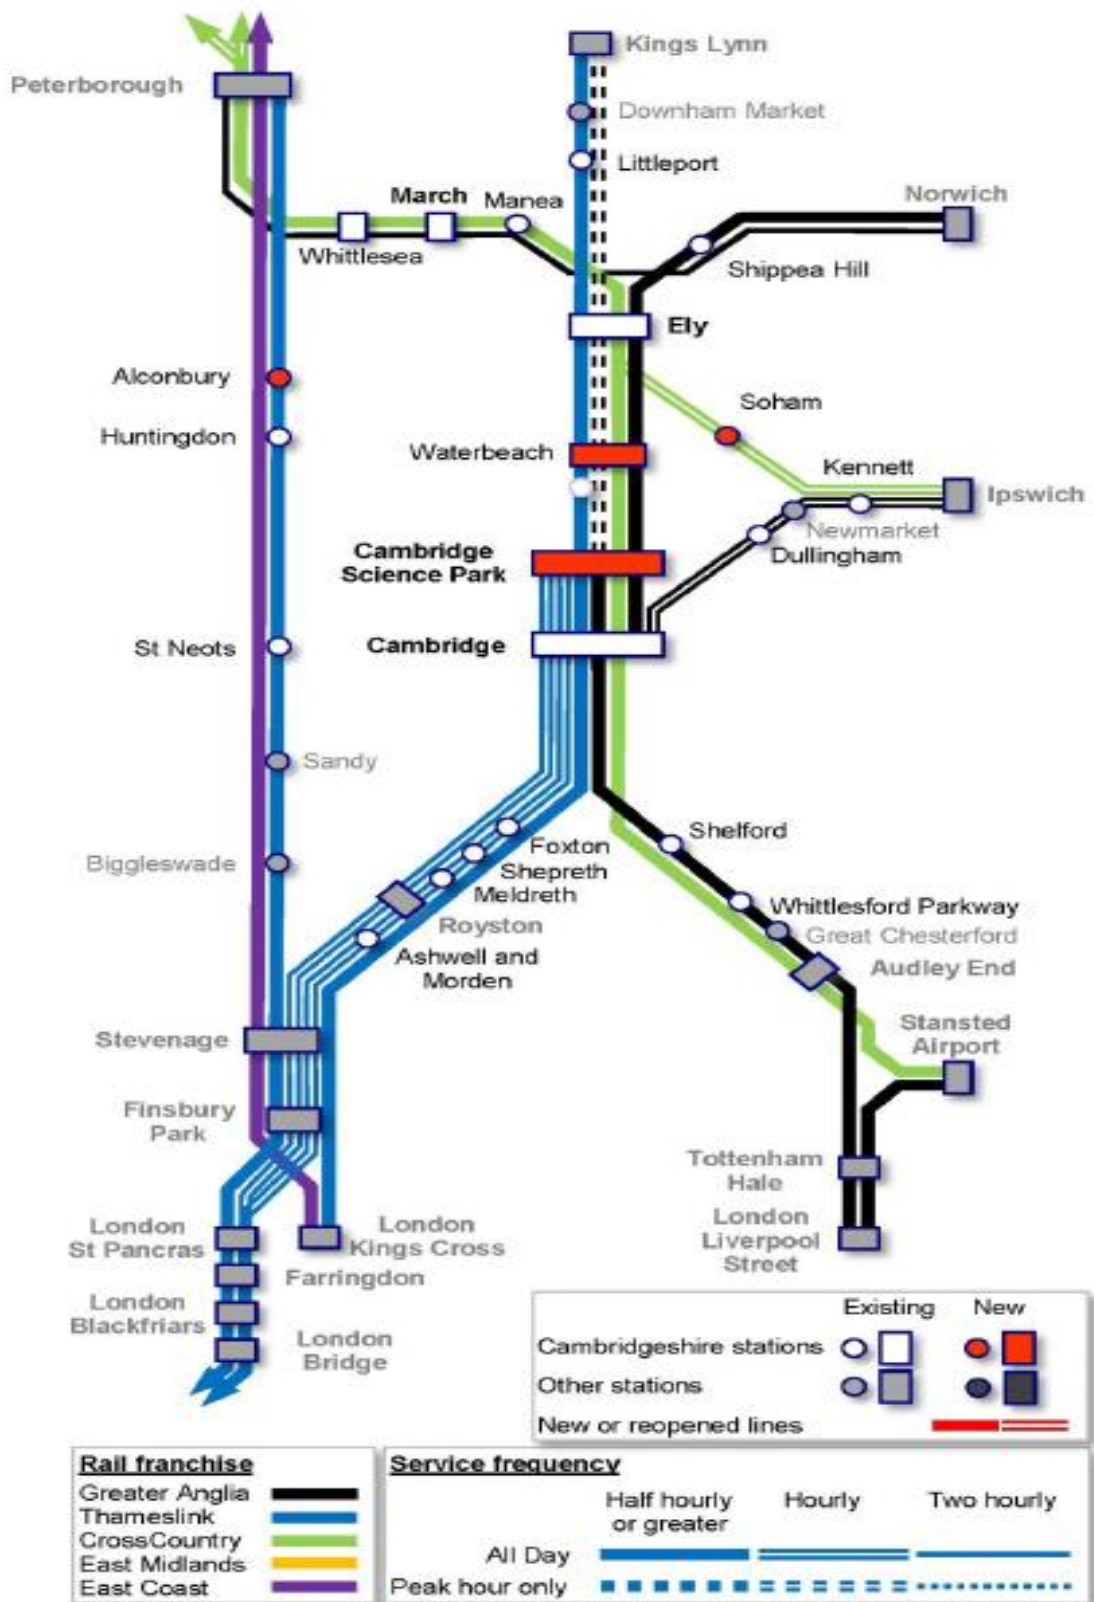 Kings Lynn
Peterborough
Downham Market
Littleport
March
Manea
Norwich
Whittlesea
Shippea Hill
Ely
Alconbury
Soham
Huntingdon
Waterbeach
Kennett
Ipswich
Newmarket
Dullingham
Cambridge
Science Park
St Neots
Cambridge
Sandy
Shelford
Foxton
Biggleswade
Shepreth
Meldreth
Whittlesford Parkway
Royston
Great Chesterford
Ashwell and
Morden
Audley End
Stevenage
Stansted
Airport
Finsbury
Park
Tottenham
Hale
London
St Pancras
London
Kings Cross
London
Liverpool
Street
Farringdon
London
Blackfriars
London
Bridge
Existing New
Cambridgeshire stations
Other stations
New or reopened lines
Rail franchise
Greater Anglia
Thameslink
CrossCountry
East Midlands
East Coast
Service frequency
Half hourly
or greater
Hourly
Two hourly
All Day
Peak hour only